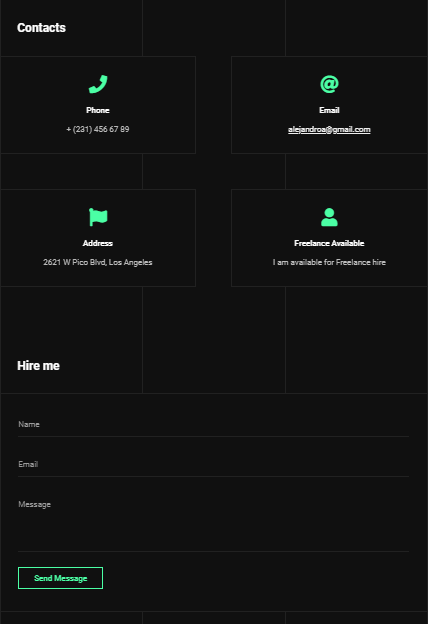 Contacts
Phone
+ (231) 456 67 89
Email
alejandroa@gmail.com
Address
2621 W Pico Blvd, Los Angeles
Freelance Available
I am available for Freelance hire
Hire me
Name
Email
Message
Send Message